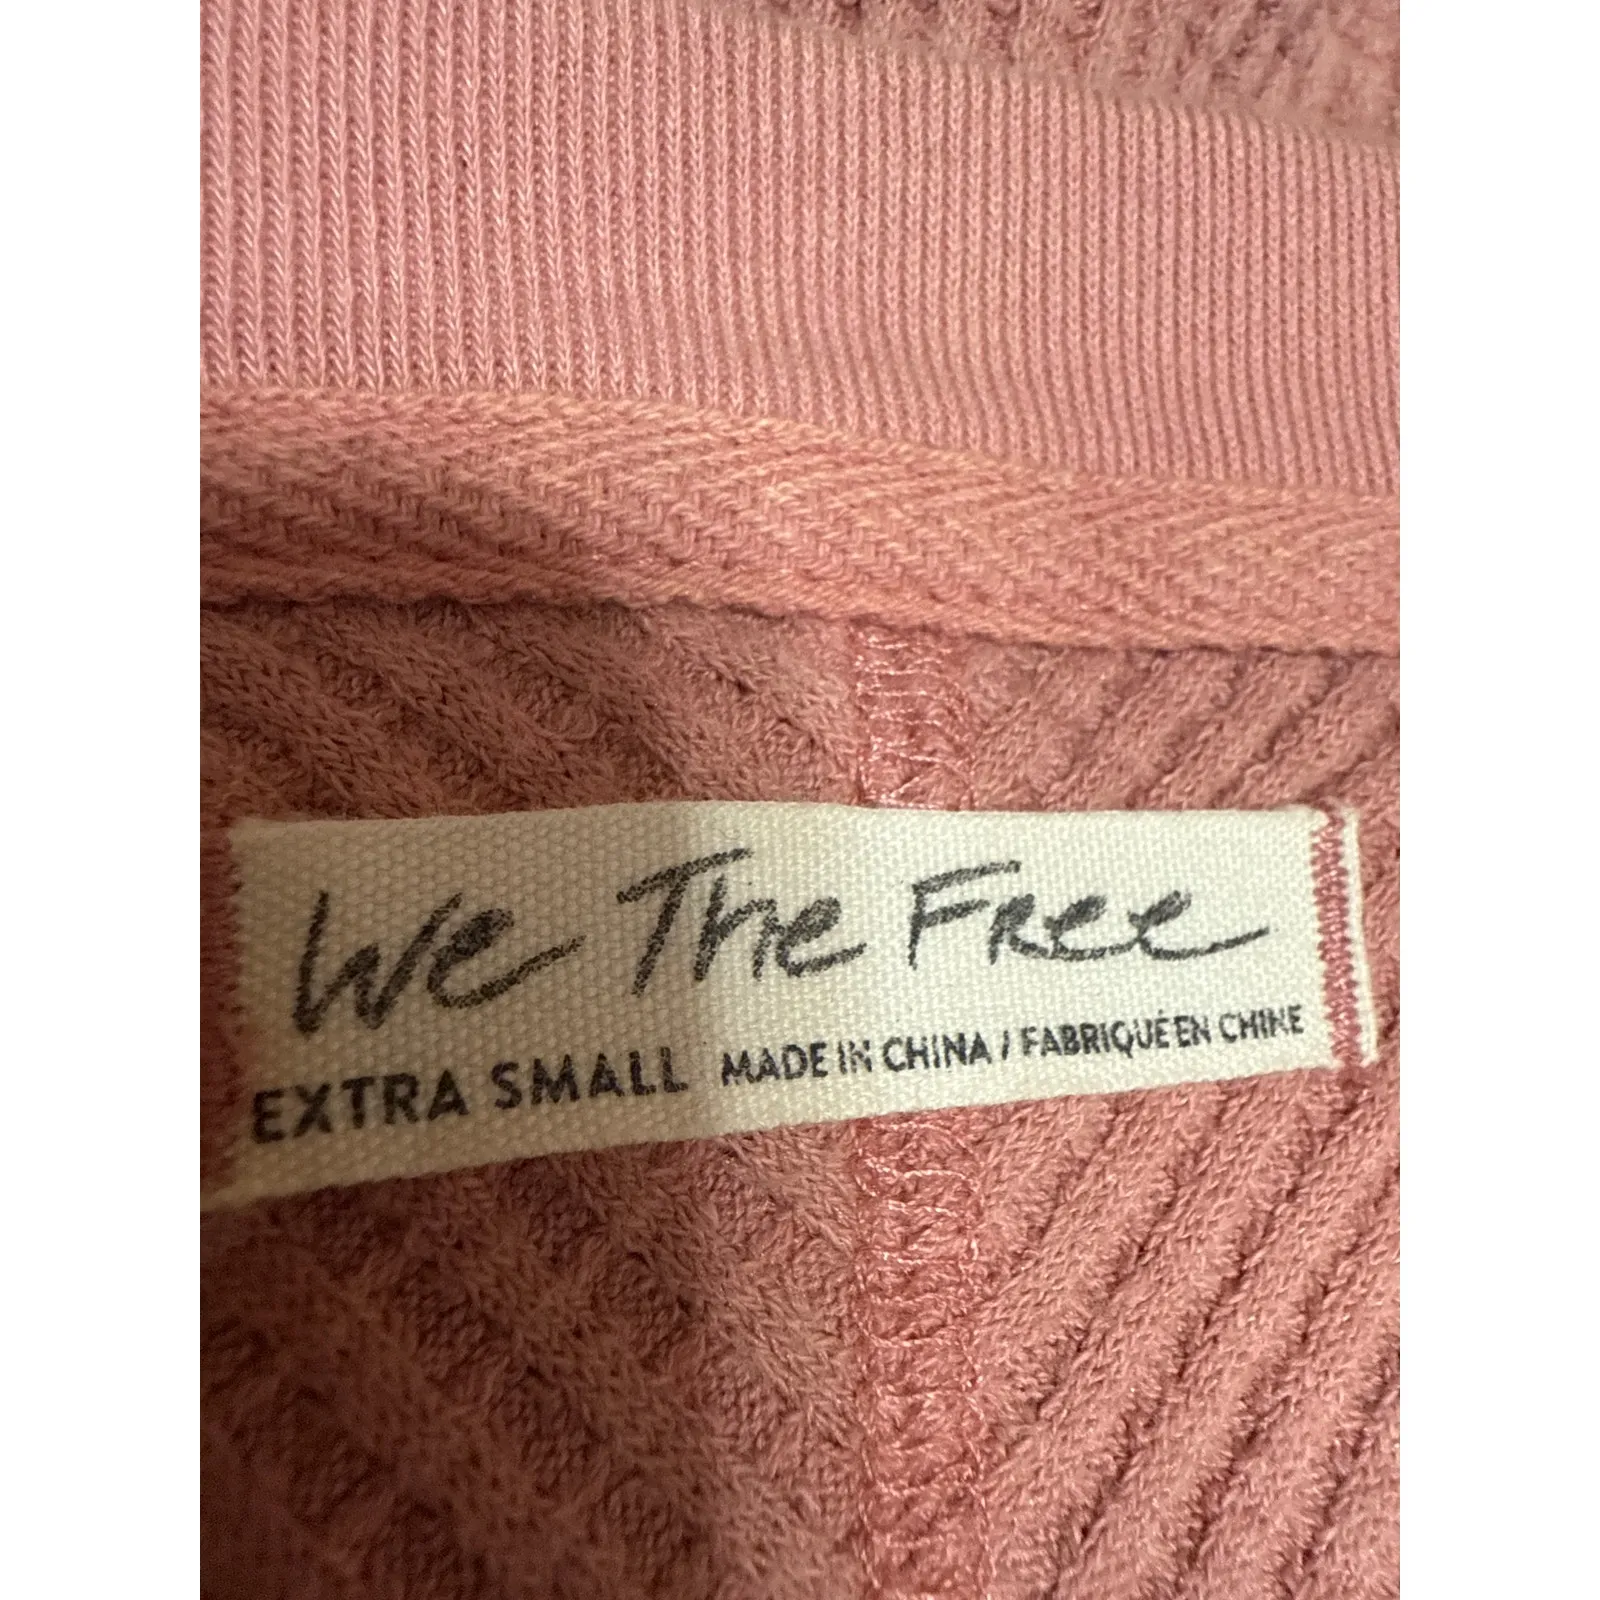 We The Free
EXTRA SMALL MADE IN CHINA / FABRIQUÉ EN CHINE